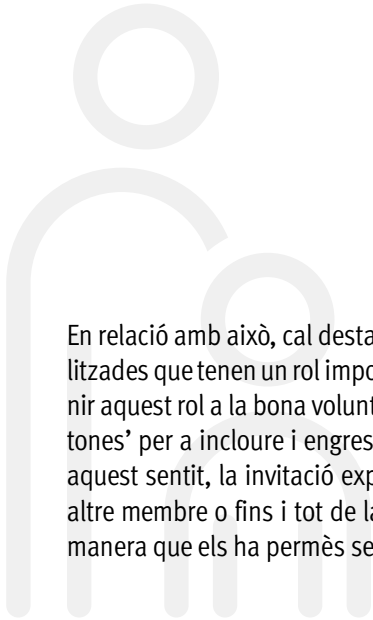 En relació amb això, cal desta
litzades que tenen un rol impo
nir aquest rol a la bona volunt
tones’ per a incloure i engres
aquest sentit, la invitació exp
altre membre o fins i tot de la
manera que els ha permès se